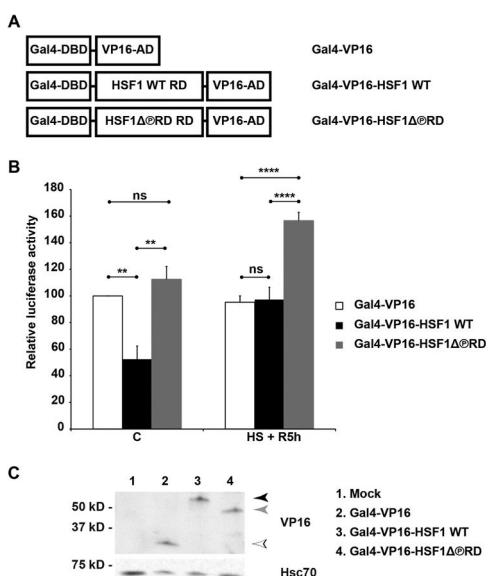 A
Gal4-DBD VP16-AD Gal4-VP16
Gal4-DBD HSF1 WT RD VP16-AD Gal4-VP16-HSF1 WT
Gal4-DBD HSF1Δ℗RD RD VP16-AD Gal4-VP16-HSF1Δ℗RD
B
Relative luciferase activity
180
160
140
120
100
80
60
40
20
0
ns
**
**
****
****
ns
C
HS + R5h
Gal4-VP16
Gal4-VP16-HSF1 WT
Gal4-VP16-HSF1Δ℗RD
C
1 2 3 4
50 kD -
37 kD -
VP16
75 kD -
Hsc70
1. Mock
2. Gal4-VP16
3. Gal4-VP16-HSF1 WT
4. Gal4-VP16-HSF1Δ℗RD